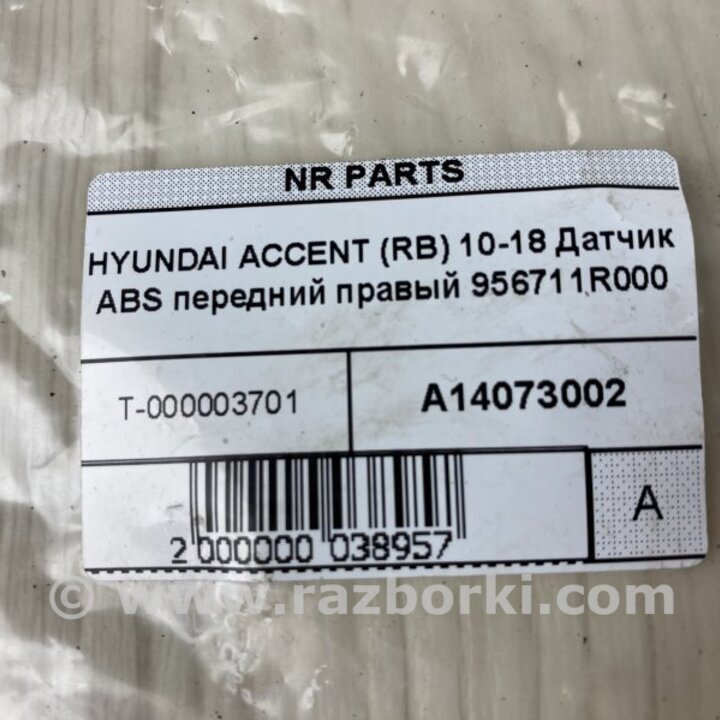 NR PARTS
HYUNDAI ACCENT (RB) 10-18 Датчик
ABS передний правый 956711R000
T-000003701
A14073002
A
2 000000 038957
© www.razborki.com